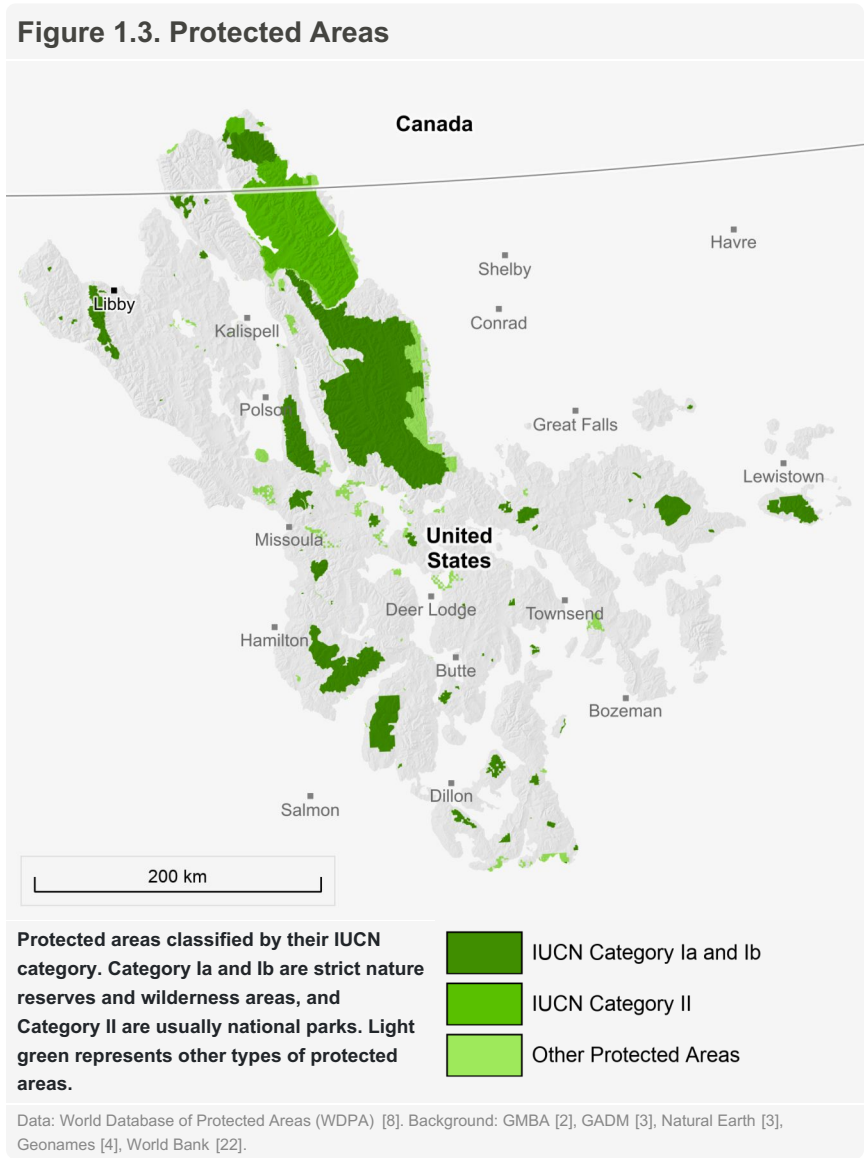 Figure 1.3. Protected Areas
Canada
Havre
Shelby
Libby
Conrad
Kalispell
Polson
Great Falls
Lewistown
United
States
Missoula
Deer Lodge
Townsend
Hamilton
Butte
Bozeman
Dillon
Salmon
200 km
Protected areas classified by their IUCN
category. Category Ia and Ib are strict nature
reserves and wilderness areas, and
Category II are usually national parks. Light
green represents other types of protected
areas.
IUCN Category Ia and Ib
IUCN Category II
Other Protected Areas
Data: World Database of Protected Areas (WDPA) [8]. Background: GMBA [2], GADM [3], Natural Earth [3],
Geonames [4], World Bank [22].